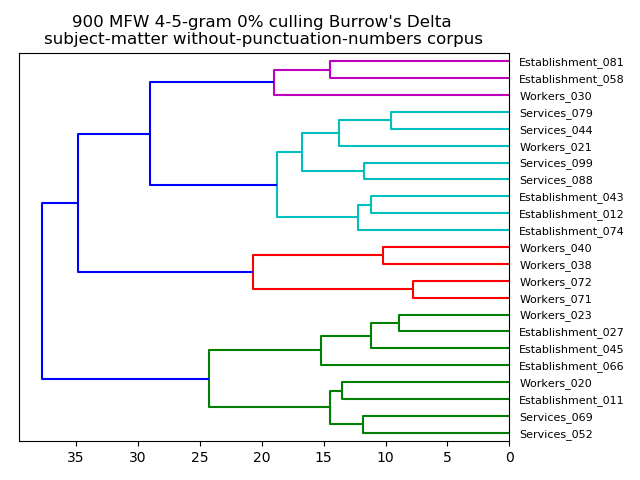 900 MFW 4-5-gram 0% culling Burrow's Delta
subject-matter without-punctuation-numbers corpus
Establishment_081
Establishment_058
Workers_030
Services_079
Services_044
Workers_021
Services_099
Services_088
Establishment_043
Establishment_012
Establishment_074
Workers_040
Workers_038
Workers_072
Workers_071
Workers_023
Establishment_027
Establishment_045
Establishment_066
Workers_020
Establishment_011
Services_069
Services_052
35 30 25 20 15 10 5 0